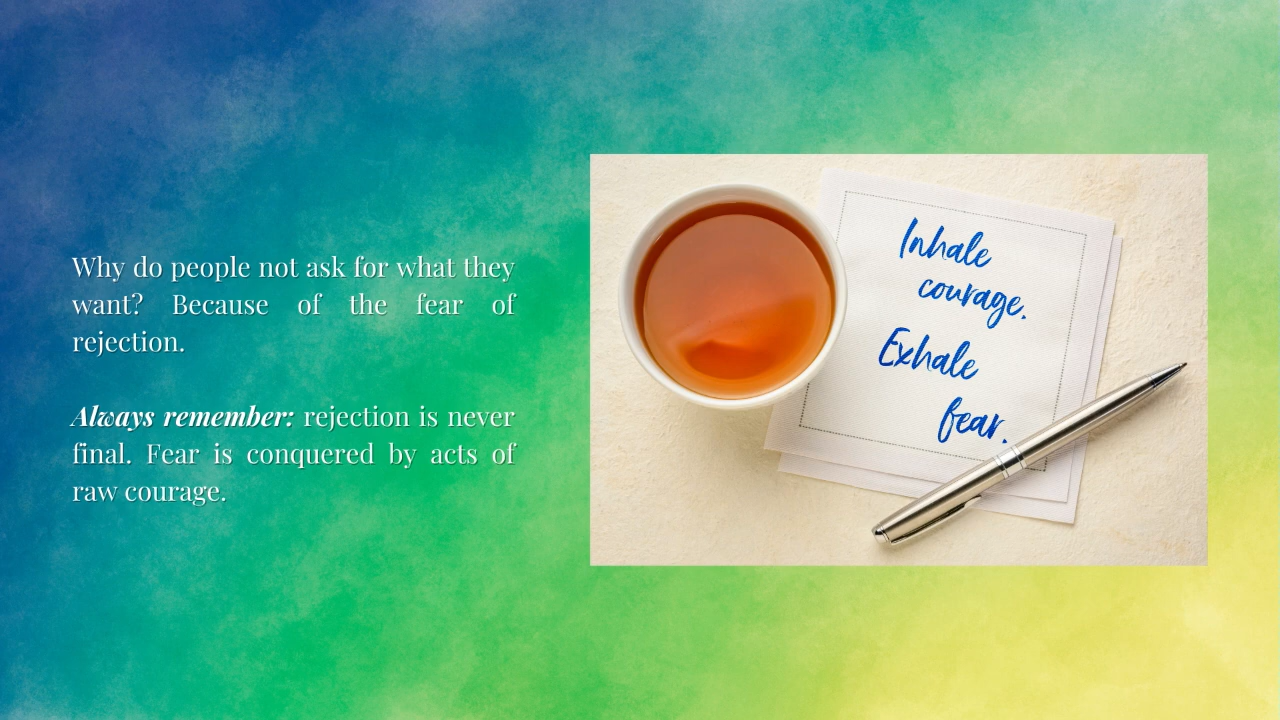 Why do people not ask for what they
want? Because of the fear of
rejection.
Always remember: rejection is never
final. Fear is conquered by acts of
raw courage.
Inhale
courage.
Exhale
fear.